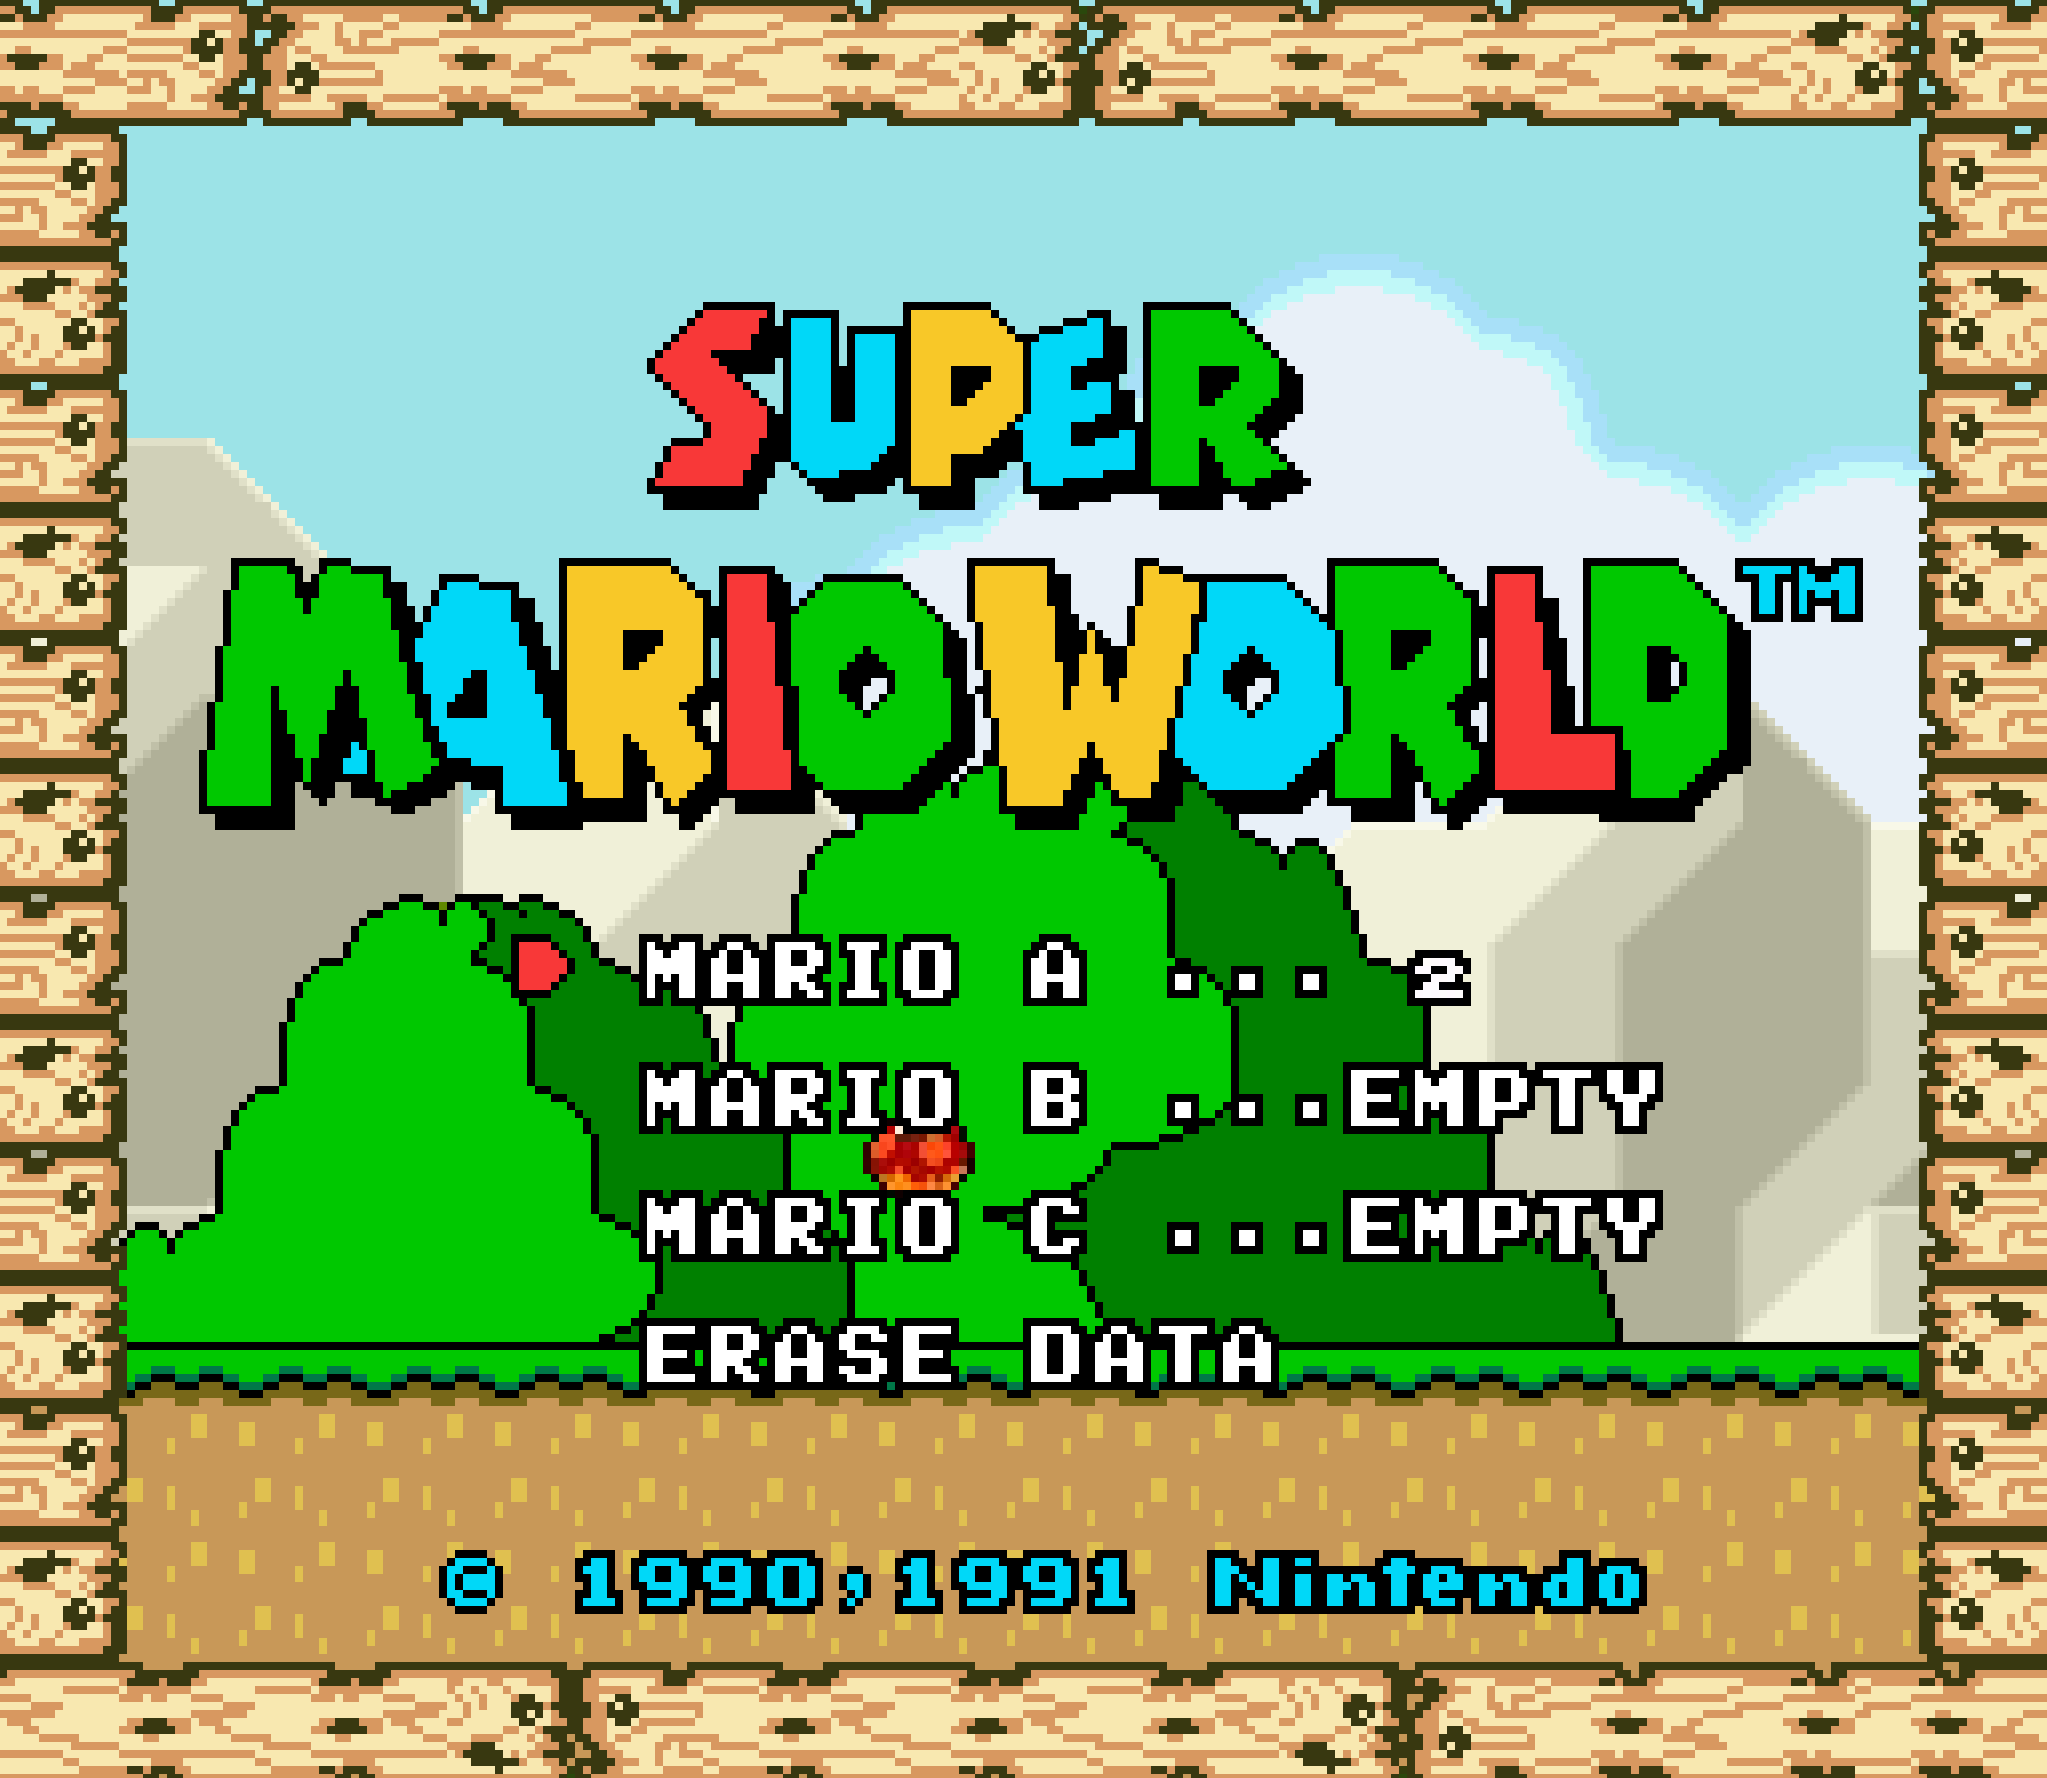 SUPER
MARIO WORLD™
MARIO A ... 2
MARIO B ...EMPTY
MARIO C ...EMPTY
ERASE DATA
© 1990,1991 Nintendo